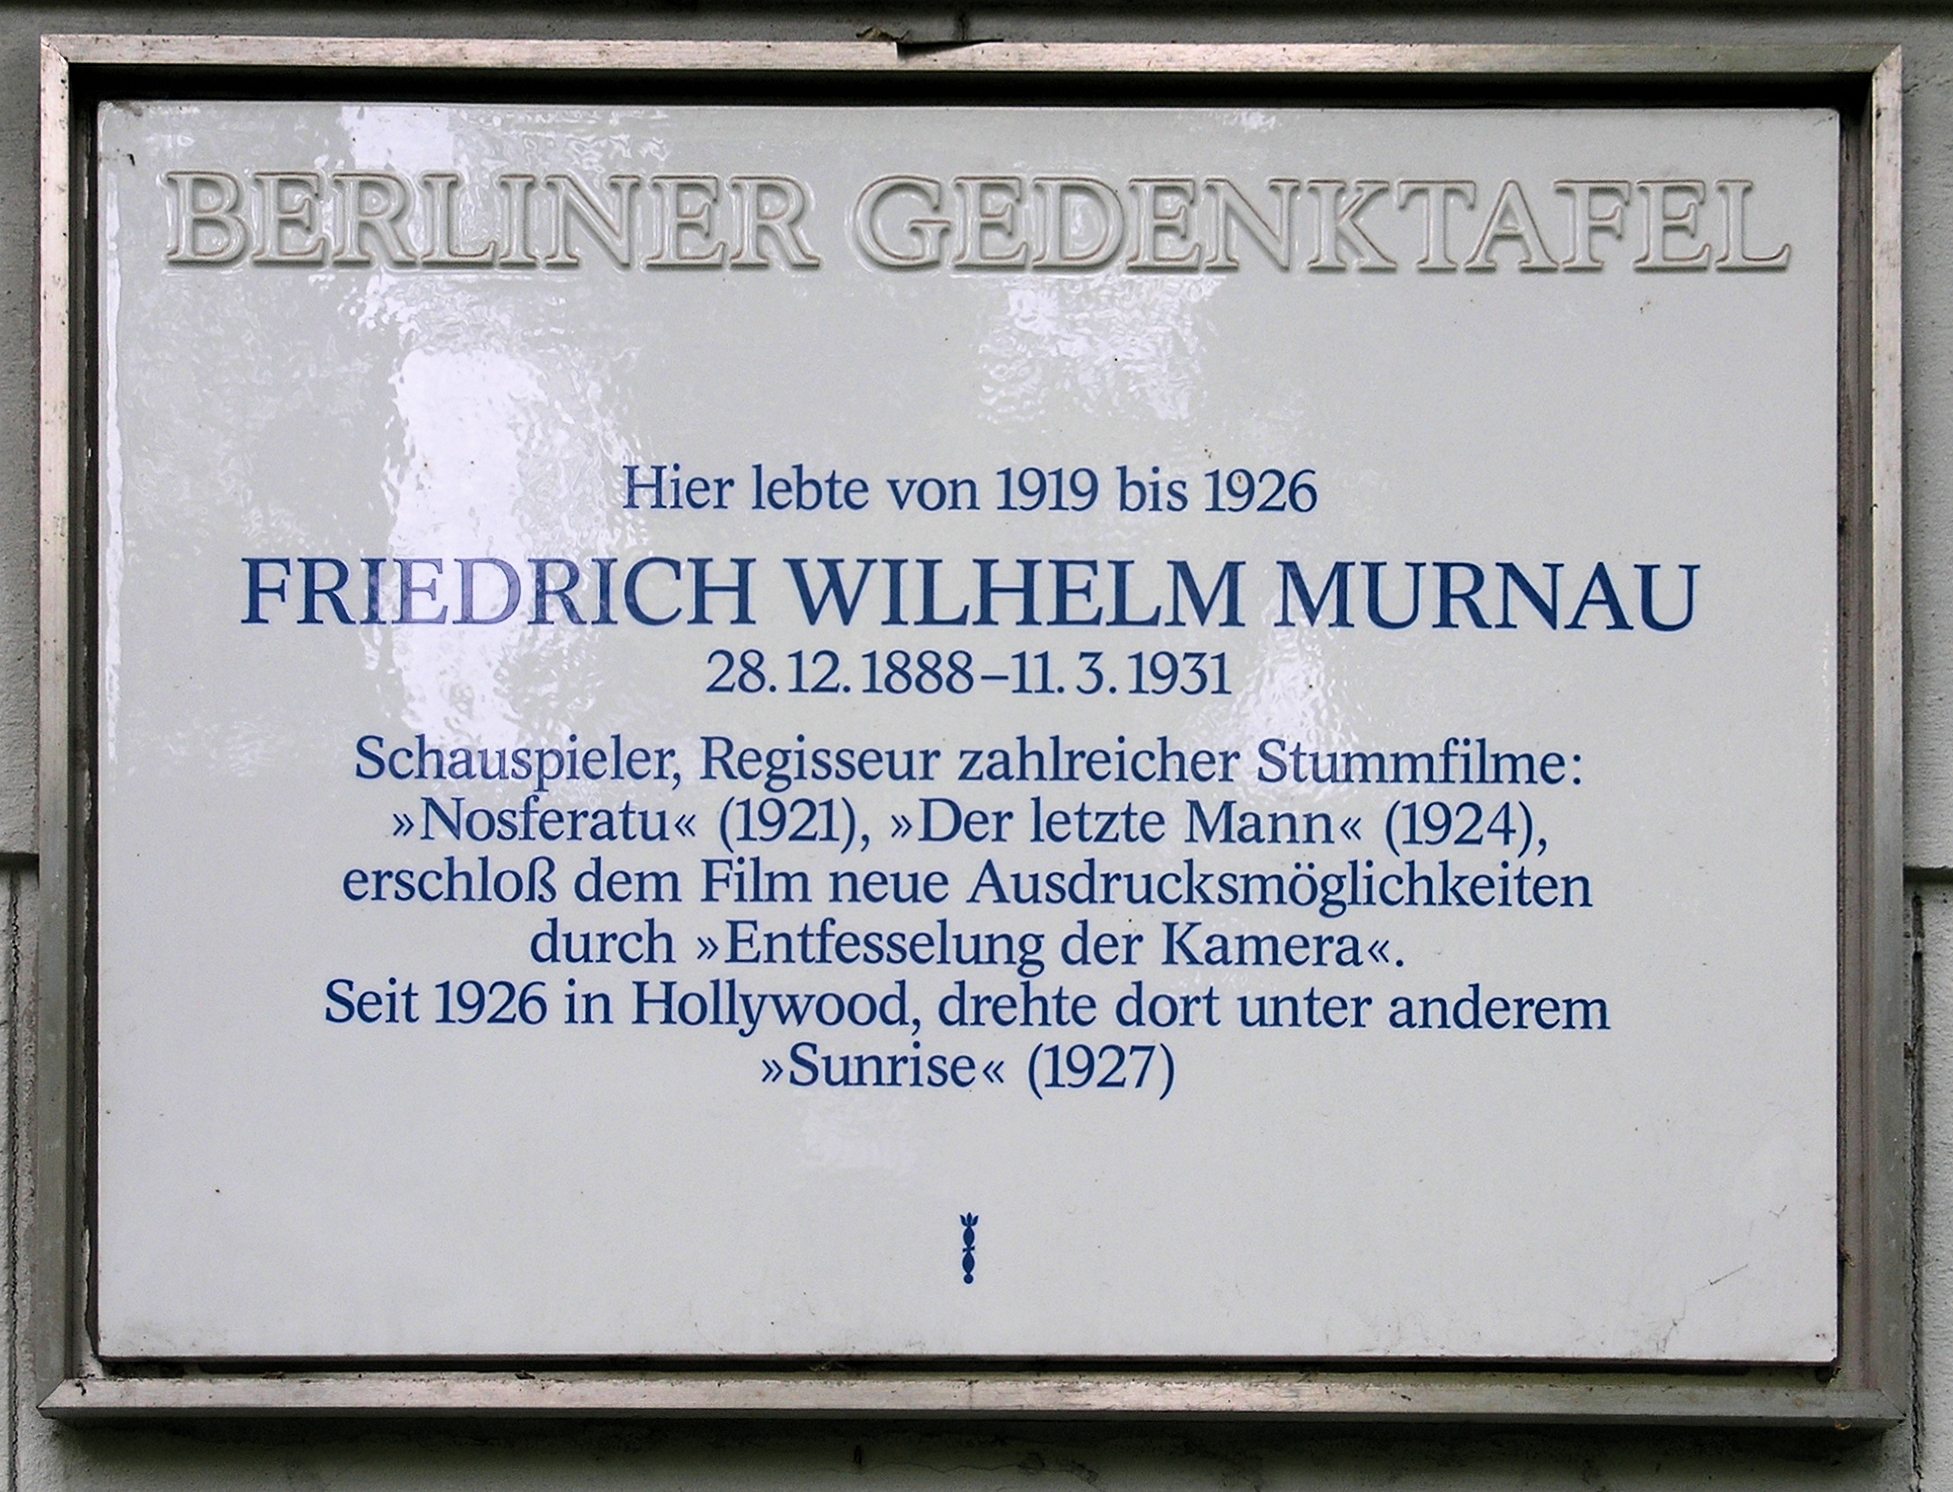 BERLINER GEDENKTAFEL
Hier lebte von 1919 bis 1926
FRIEDRICH WILHELM MURNAU
28.12.1888–11.3.1931
Schauspieler, Regisseur zahlreicher Stummfilme:
»Nosferatu« (1921), »Der letzte Mann« (1924),
erschloß dem Film neue Ausdrucksmöglichkeiten
durch »Entfesselung der Kamera«.
Seit 1926 in Hollywood, drehte dort unter anderem
»Sunrise« (1927)